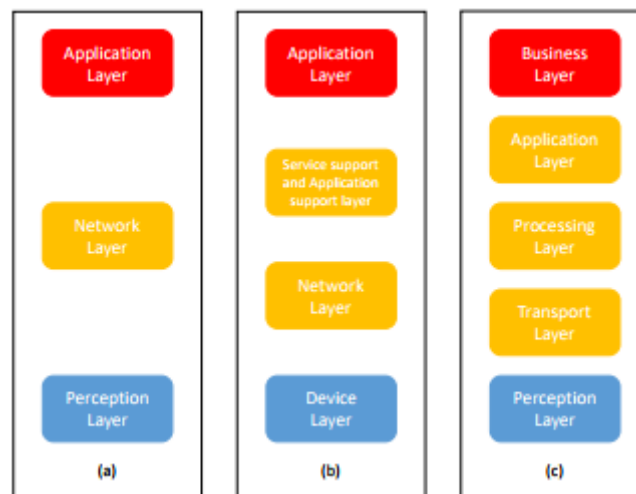 Application
Layer
Network
Layer
Perception
Layer
(a)
Application
Layer
Service support
and Application
support layer
Network
Layer
Device
Layer
(b)
Business
Layer
Application
Layer
Processing
Layer
Transport
Layer
Perception
Layer
(c)